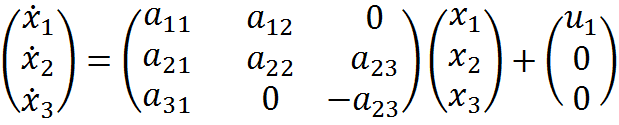 ẋ₁ a₁₁ a₁₂ 0 x₁ u₁
ẋ₂ = a₂₁ a₂₂ a₂₃ x₂ + 0
ẋ₃ a₃₁ 0 −a₂₃ x₃ 0